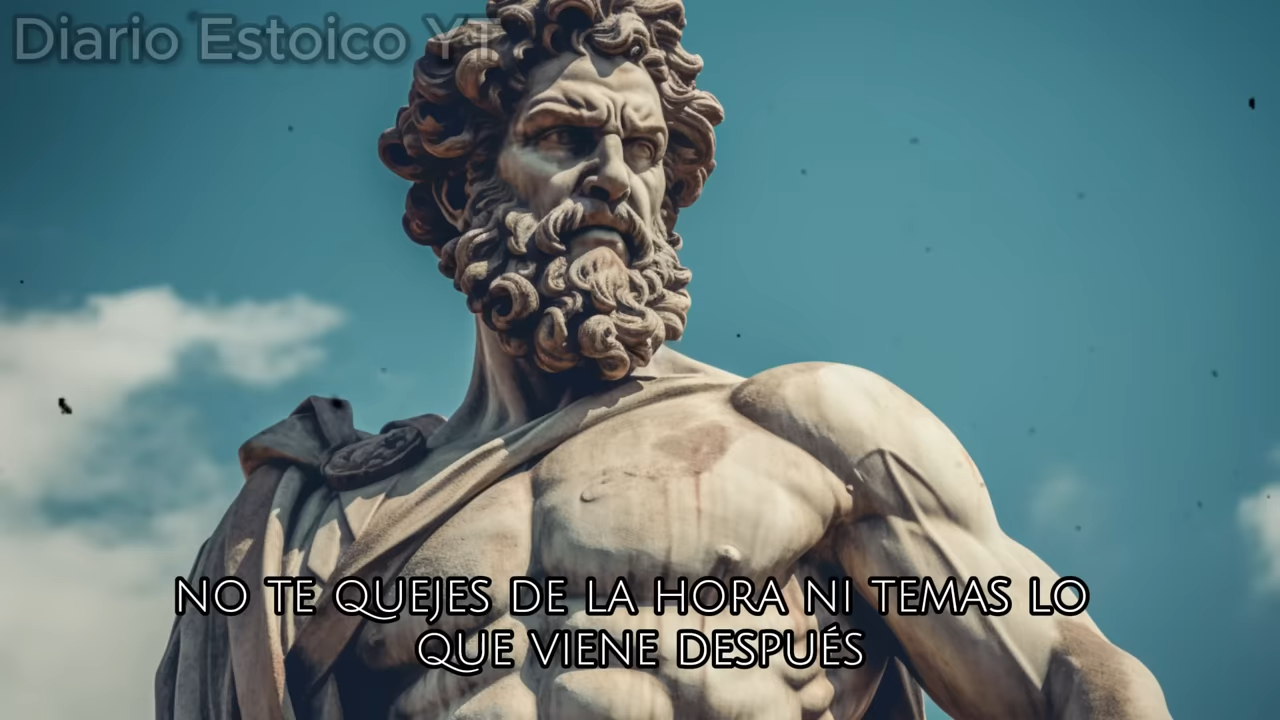 Diario Estoico YT
NO TE QUEJES DE LA HORA NI TEMAS LO
QUE VIENE DESPUÉS